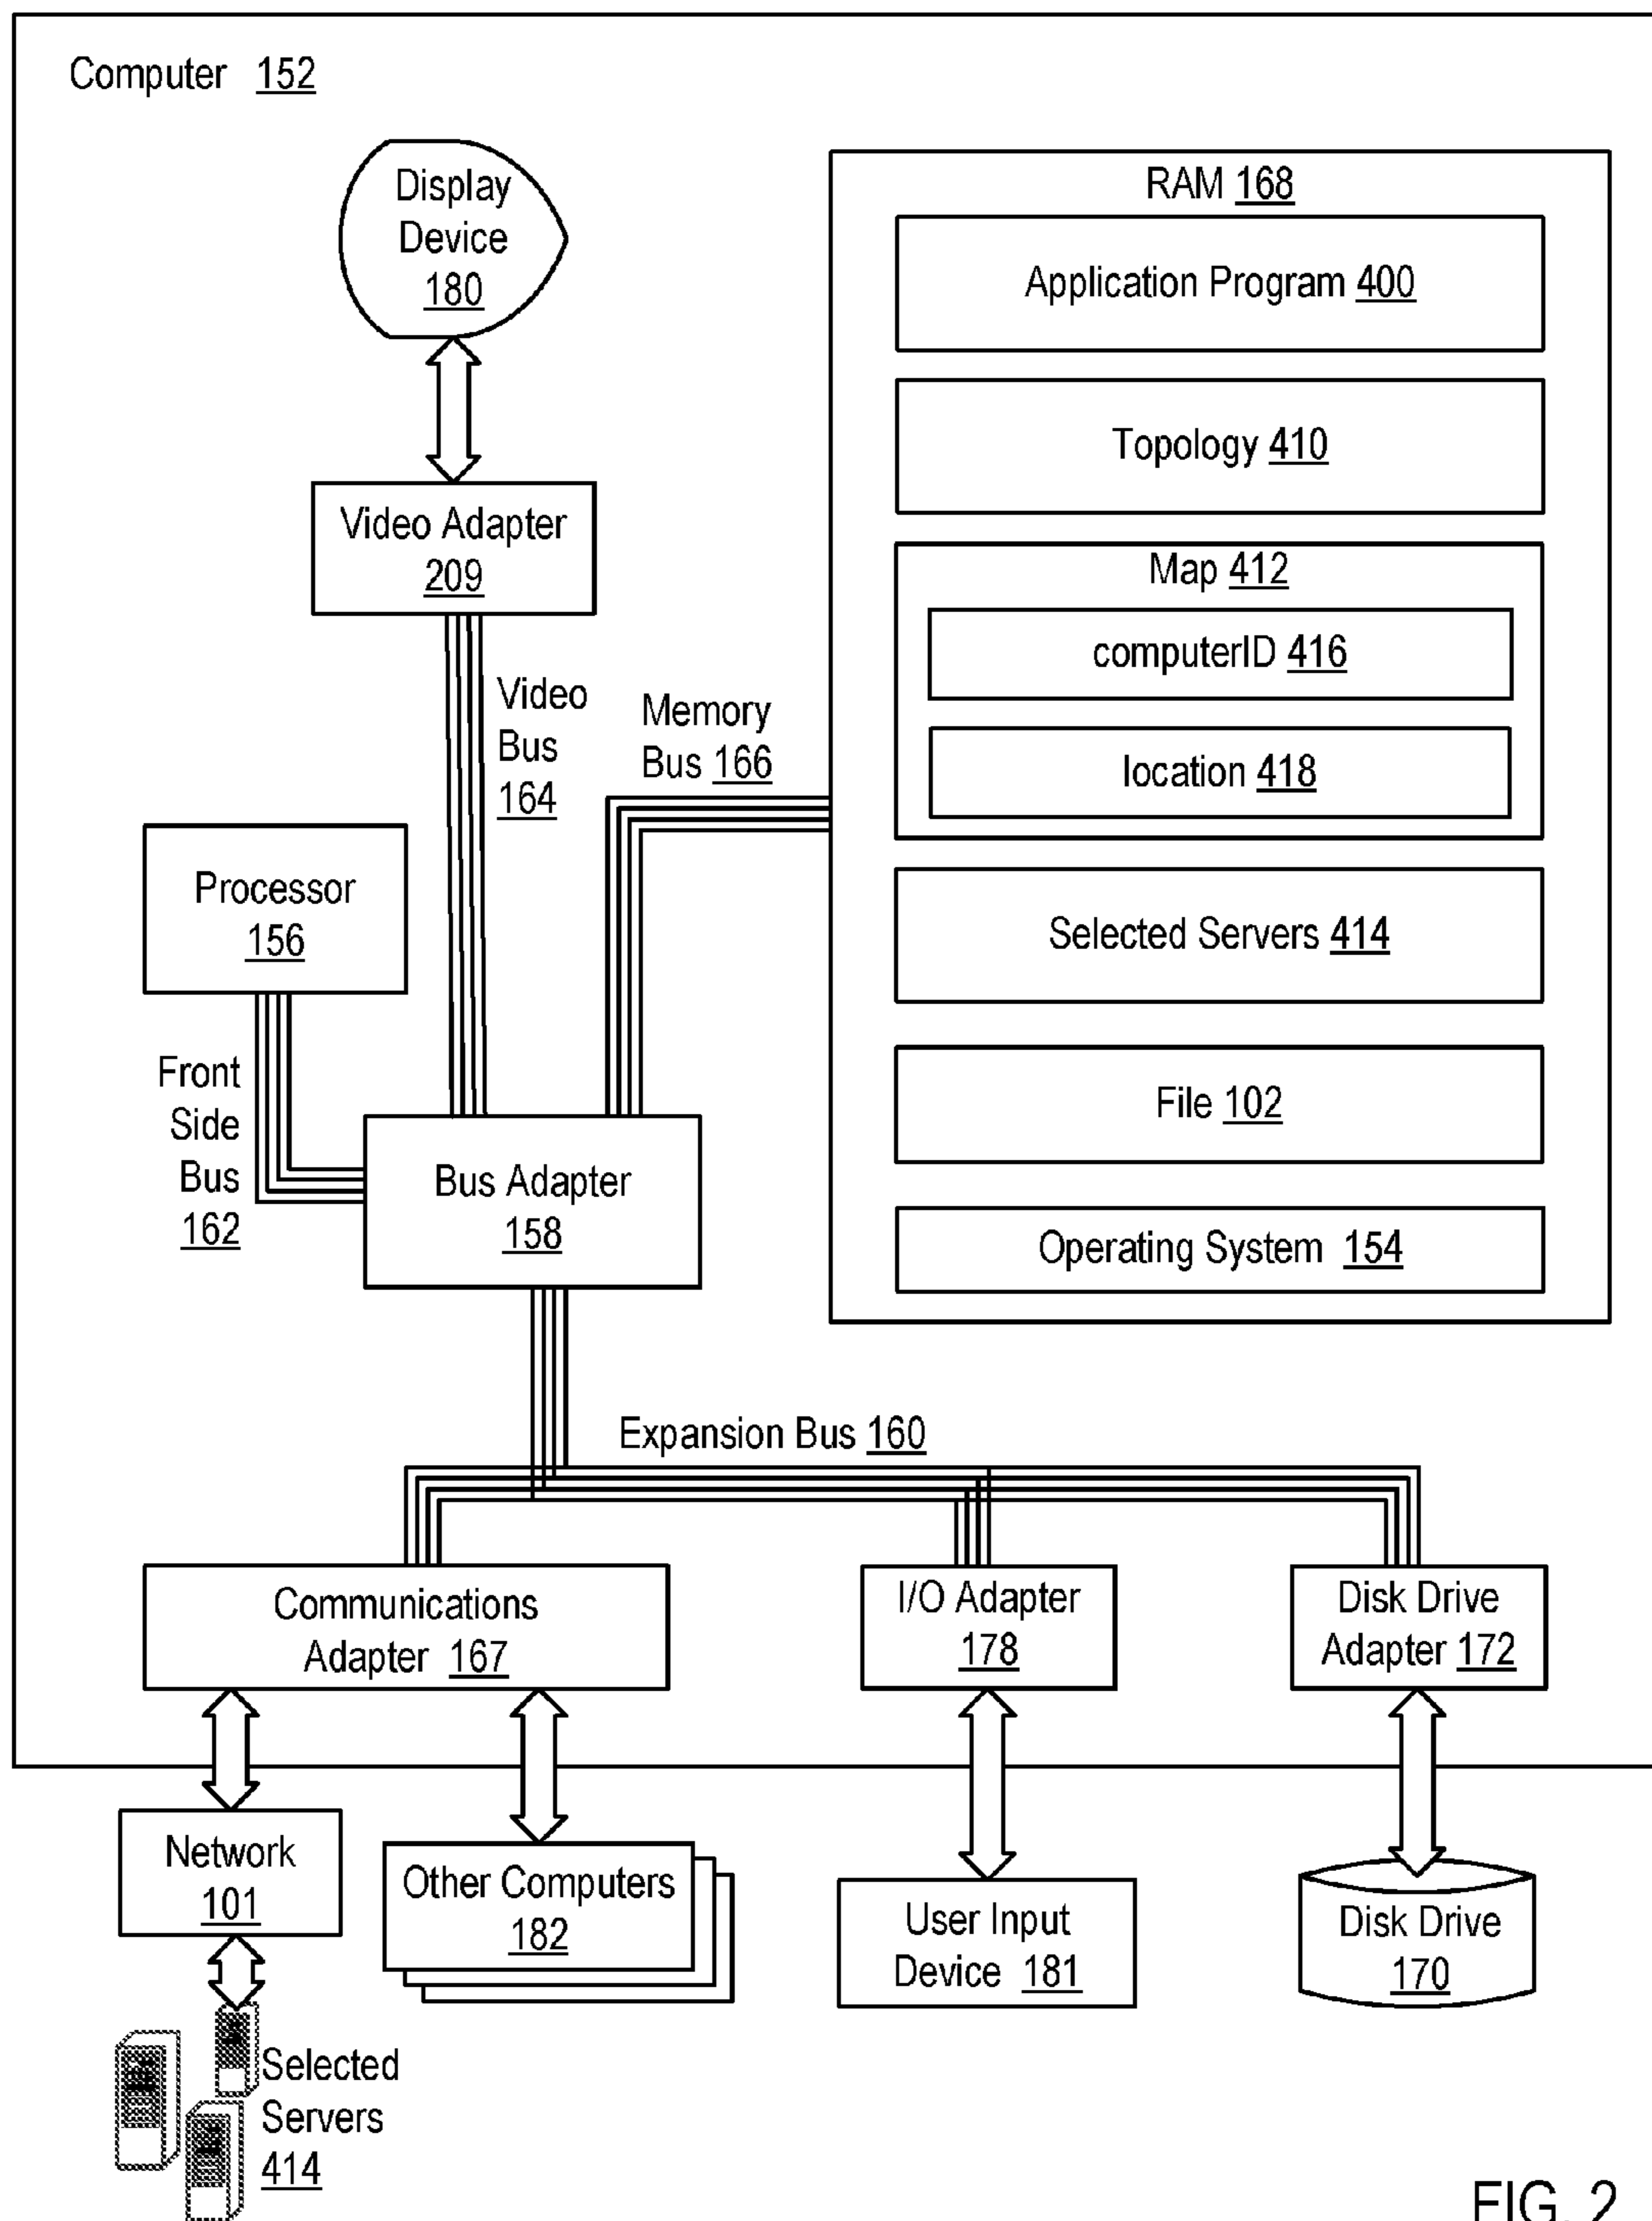 Computer 152
Display
Device
180
RAM 168
Application Program 400
Topology 410
Video Adapter
209
Map 412
computerID 416
location 418
Video
Bus
164
Memory
Bus 166
Processor
156
Selected Servers 414
Front
Side
Bus
162
File 102
Bus Adapter
158
Operating System 154
Expansion Bus 160
Communications
Adapter 167
I/O Adapter
178
Disk Drive
Adapter 172
Network
101
Other Computers
182
User Input
Device 181
Disk Drive
170
Selected
Servers
414
FIG. 2